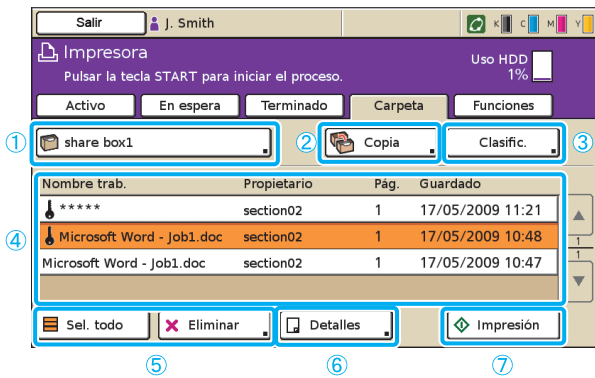 Salir J. Smith K C M Y
Impresora Uso HDD
Pulsar la tecla START para iniciar el proceso. 1%
Activo En espera Terminado Carpeta Funciones
① share box1 ② Copia Clasific. ③
Nombre trab. Propietario Pág. Guardado
***** section02 1 17/05/2009 11:21
④ Microsoft Word - Job1.doc section02 1 17/05/2009 10:48 1
Microsoft Word - Job1.doc section02 1 17/05/2009 10:47 1
Sel. todo Eliminar Detalles Impresión
⑤ ⑥ ⑦